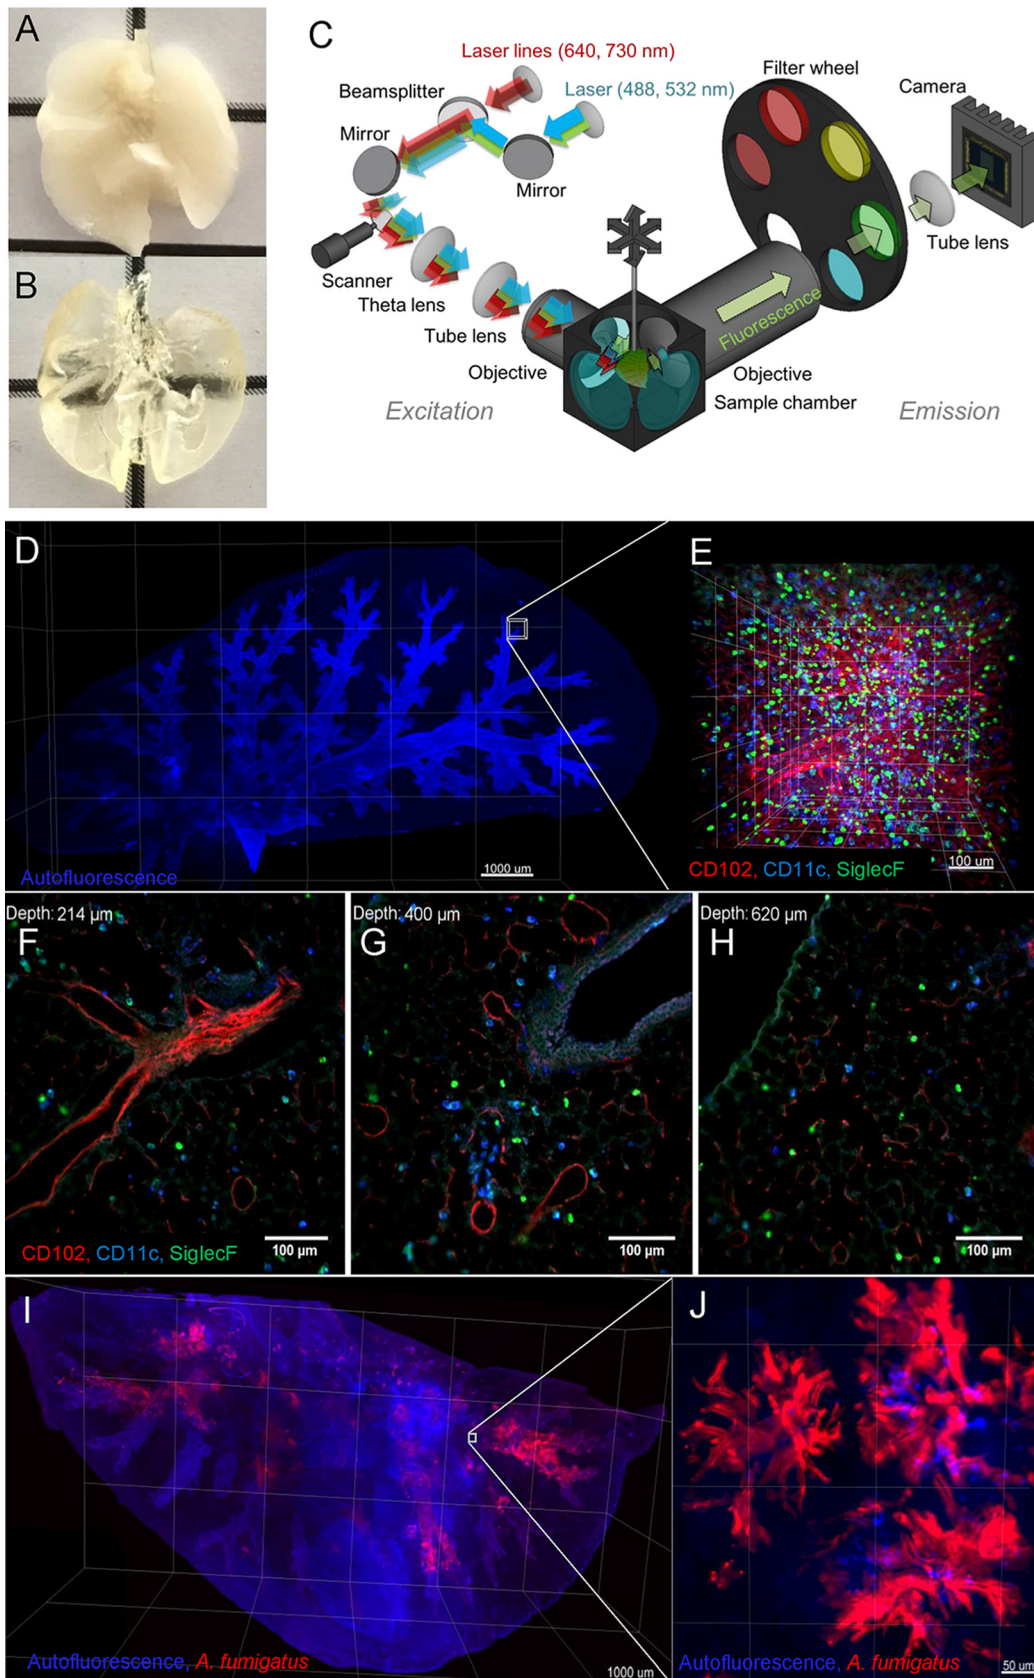 A
B
C
Laser lines (640, 730 nm)
Laser (488, 532 nm)
Beamsplitter
Mirror
Mirror
Scanner
Theta lens
Tube lens
Objective
Excitation
Filter wheel
Camera
Tube lens
Fluorescence
Objective
Sample chamber
Emission
D
Autofluorescence
1000 um
E
CD102, CD11c, SiglecF
100 um
Depth: 214 µm
F
CD102, CD11c, SiglecF
100 µm
Depth: 400 µm
G
100 µm
Depth: 620 µm
H
100 µm
I
Autofluorescence, A. fumigatus
1000 um
J
Autofluorescence, A. fumigatus
50 um